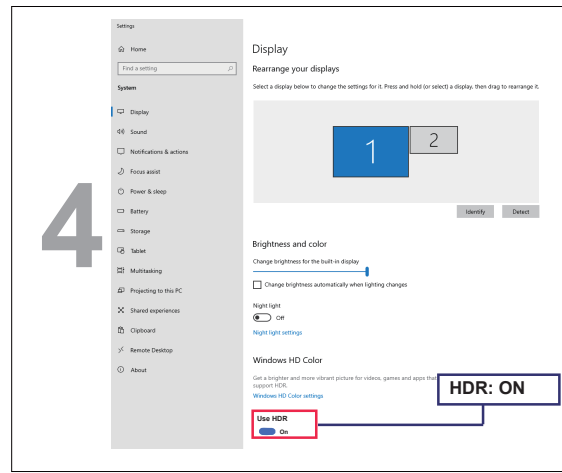 4
Settings
Home
Find a setting
System
Display
Sound
Notifications & actions
Focus assist
Power & sleep
Battery
Storage
Tablet
Multitasking
Projecting to this PC
Shared experiences
Clipboard
Remote Desktop
About
Display
Rearrange your displays
Select a display below to change the settings for it. Press and hold (or select) a display, then drag to rearrange it.
1
2
Identify Detect
Brightness and color
Change brightness for the built-in display
Change brightness automatically when lighting changes
Night light
Off
Night light settings
Windows HD Color
Get a brighter and more vibrant picture for videos, games and apps that
support HDR.
Windows HD Color settings
Use HDR
On
HDR: ON